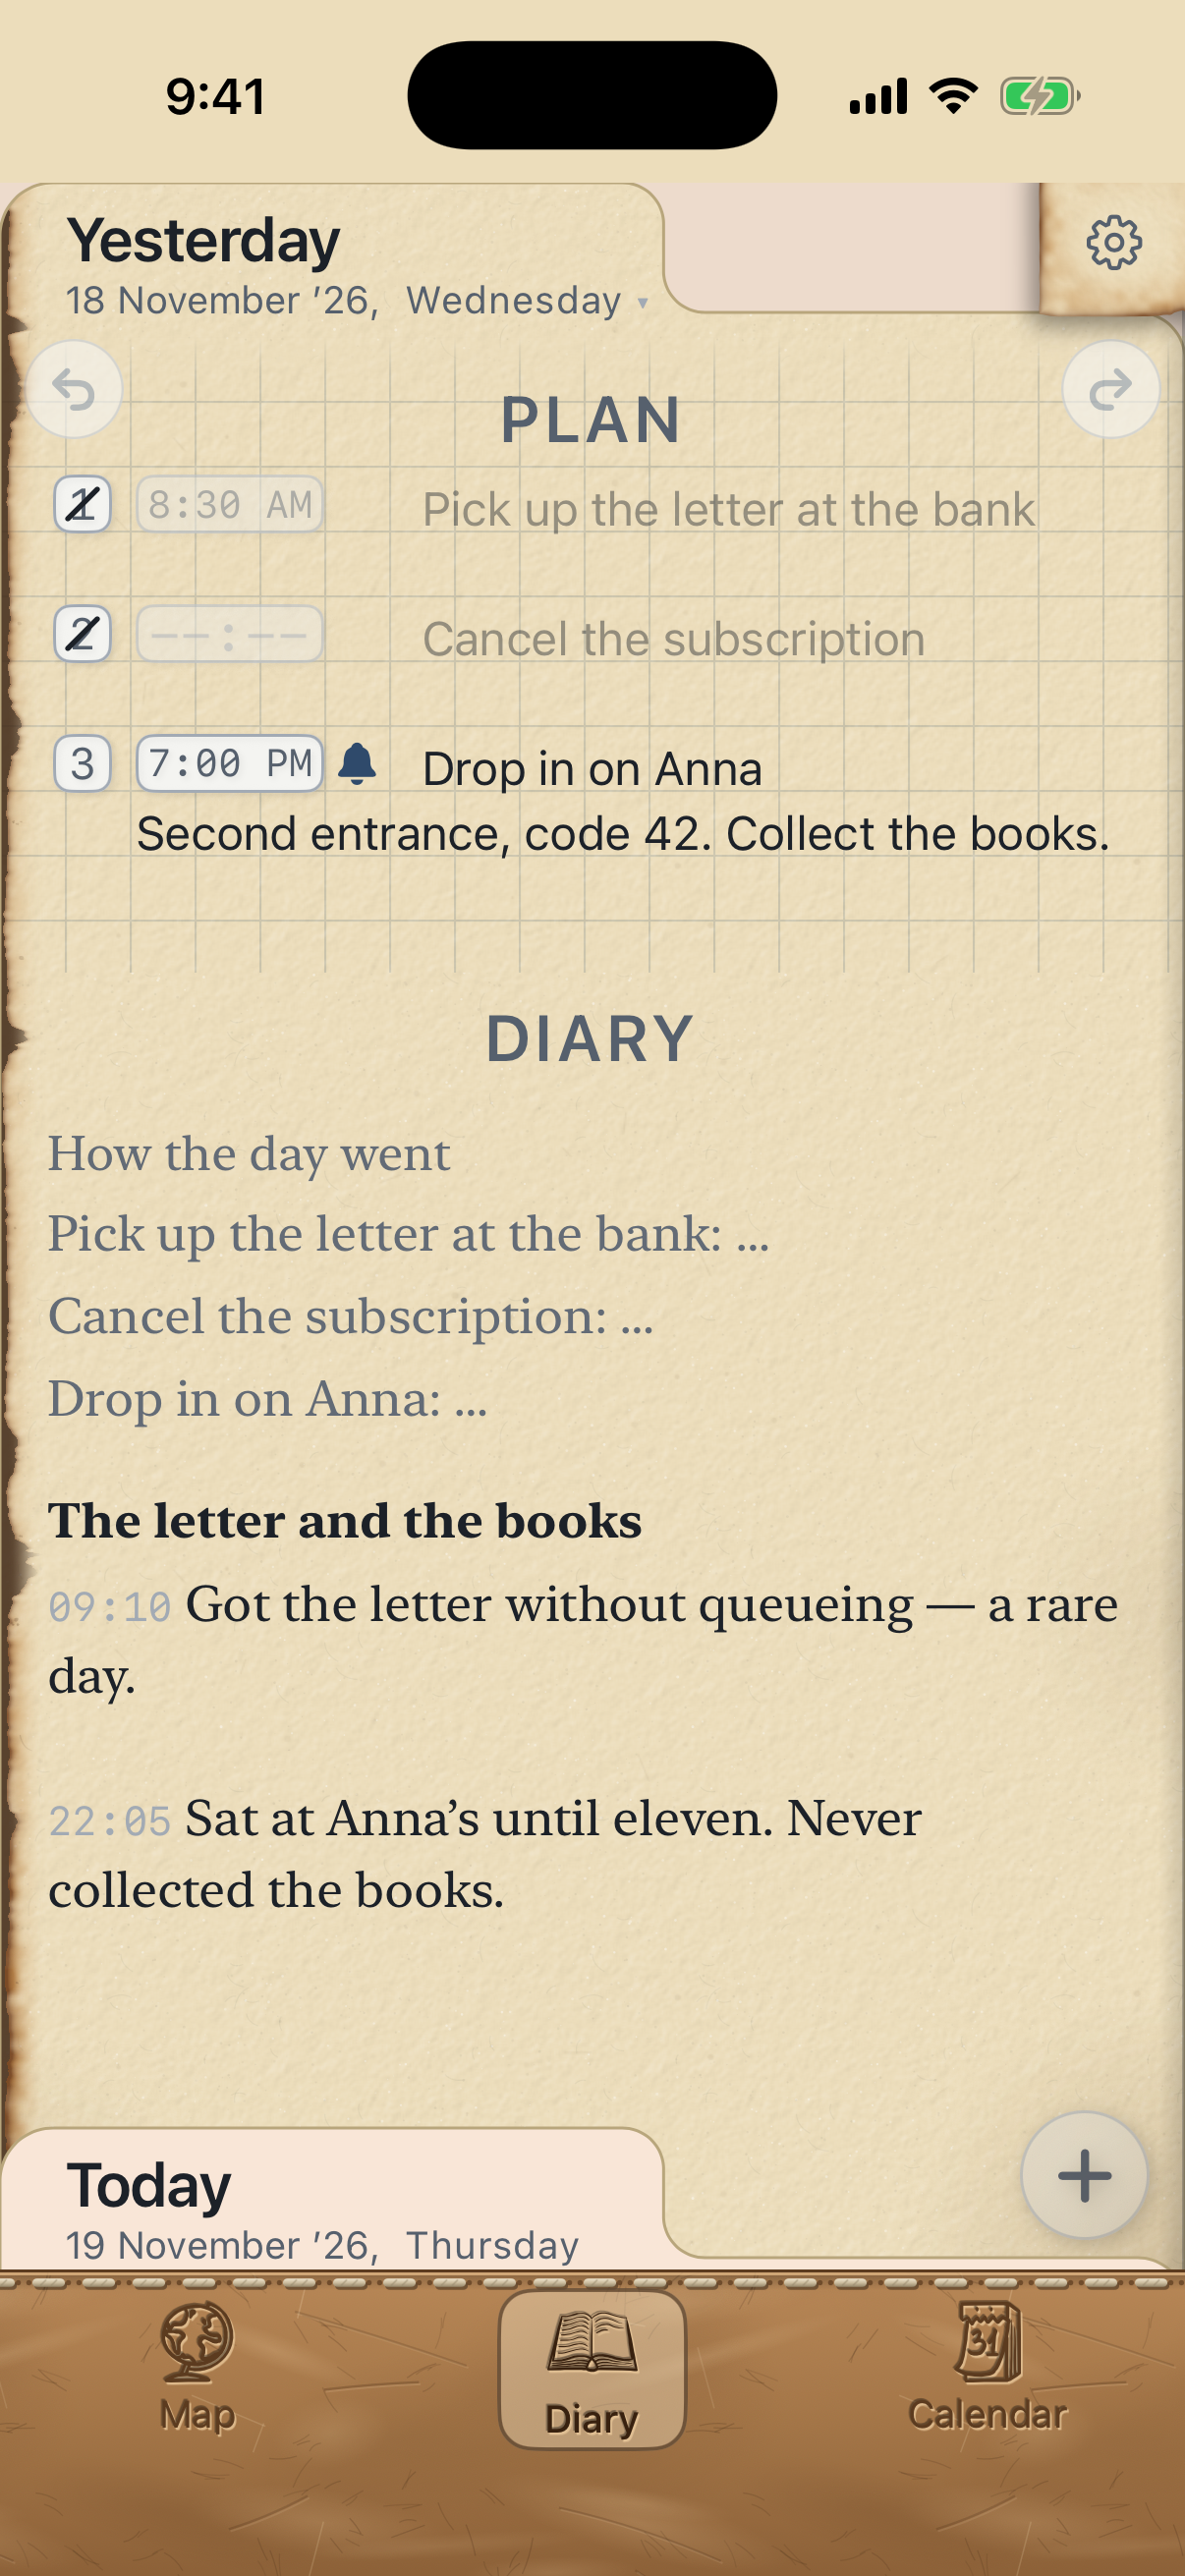 9:41
Yesterday
18 November ’26, Wednesday ▾
PLAN
1 8:30 AM Pick up the letter at the bank
2 --:-- Cancel the subscription
3 7:00 PM Drop in on Anna
Second entrance, code 42. Collect the books.
DIARY
How the day went
Pick up the letter at the bank: ...
Cancel the subscription: ...
Drop in on Anna: ...
The letter and the books
09:10 Got the letter without queueing — a rare
day.
22:05 Sat at Anna’s until eleven. Never
collected the books.
Today
19 November ’26, Thursday
31
Map Diary Calendar